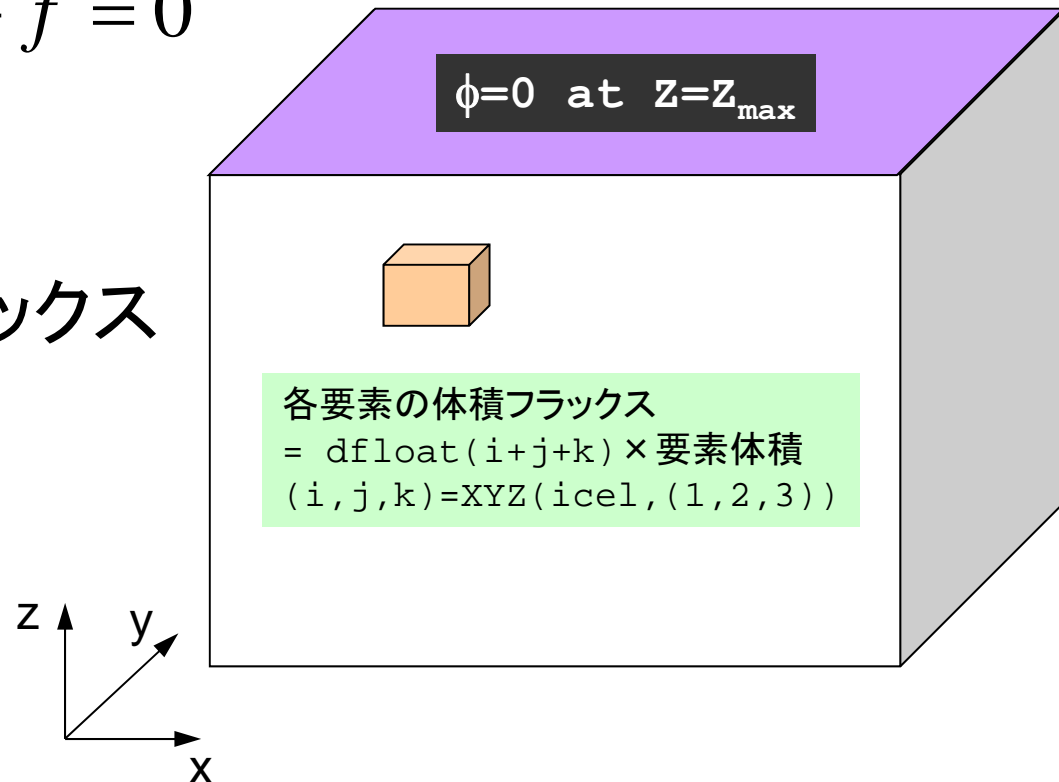 f = 0
φ=0 at Z=Zmax
ックス
各要素の体積フラックス
= dfloat(i+j+k)×要素体積
(i,j,k)=XYZ(icel,(1,2,3))
z
y
x